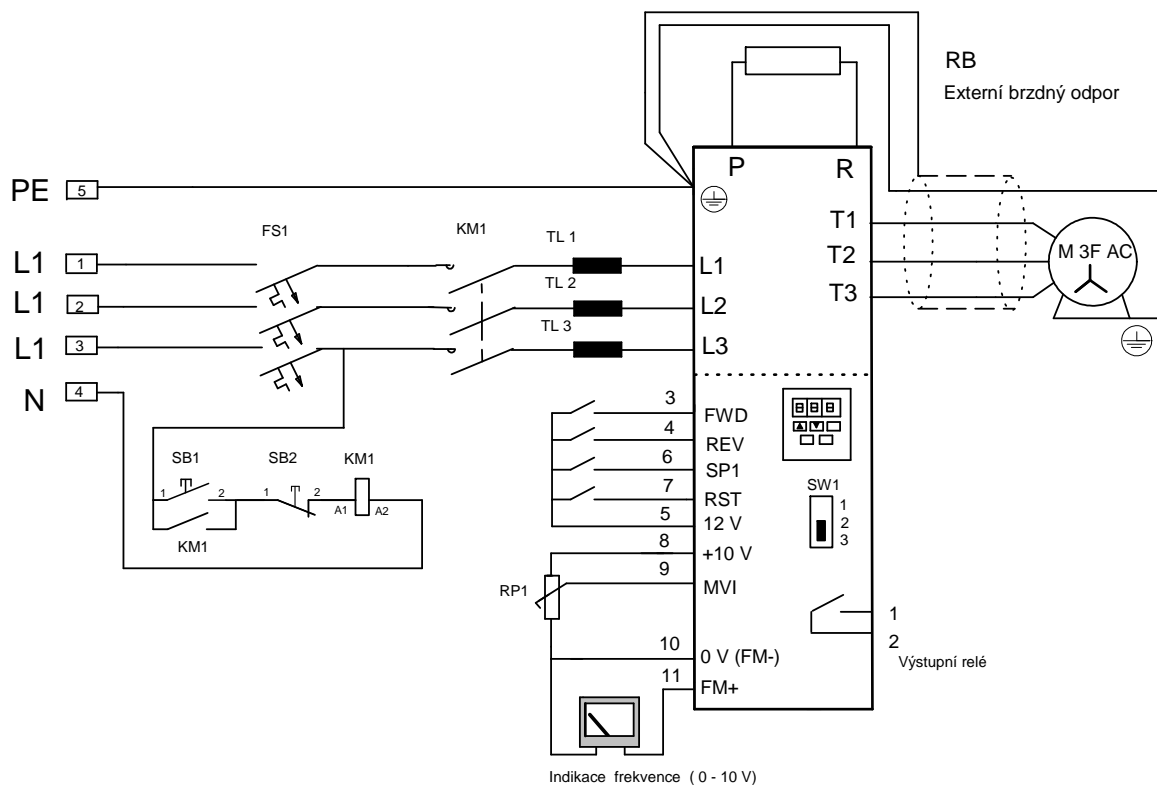 RB
Externí brzdný odpor
P R
PE 5
T1
FS1 KM1 TL 1
M 3F AC
L1 1
L1
T2
TL 2
L1 2
L2
T3
TL 3
L1 3
L3
N 4
3 FWD
4 REV
SB1 SB2 KM1
6 SP1
7 RST
SW1
1 2 1 2 A1 A2
1
2
3
5 12 V
KM1
8 +10 V
9 MVI
RP1
1
2
10 0 V (FM-)
Výstupní relé
11 FM+
Indikace frekvence ( 0 - 10 V)